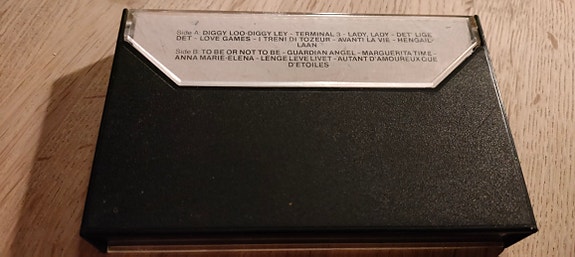 Side A: DIGGY LOO-DIGGY LEY - TERMINAL 3 - LADY, LADY - DET' LIGE
DET - LOVE GAMES - I TRENI DI TOZEUR - AVANTI LA VIE - HENGAIL-
LAAN
Side B: TO BE OR NOT TO BE - GUARDIAN ANGEL - MARGUERITA TIME -
ANNA MARIE-ELENA - LENGE LEVE LIVET - AUTANT D'AMOUREUX QUE
D'ETOILES